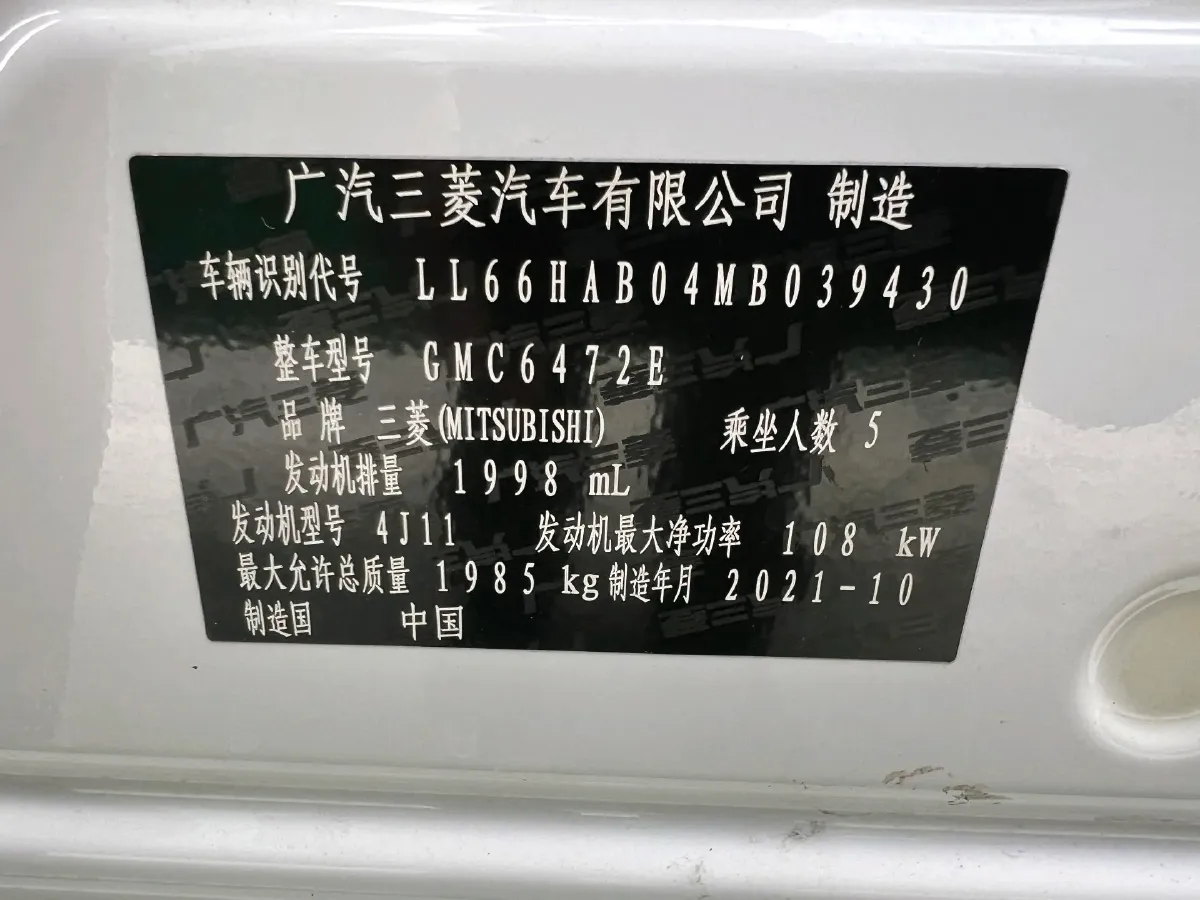 广汽三菱汽车有限公司 制造
车辆识别代号 LL66HAB04MB039430
整车型号 GMC6472E
品牌 三菱(MITSUBISHI) 乘坐人数 5
发动机排量 1998 mL
发动机型号 4J11 发动机最大净功率 108 kW
最大允许总质量 1985 kg 制造年月 2021-10
制造国 中国